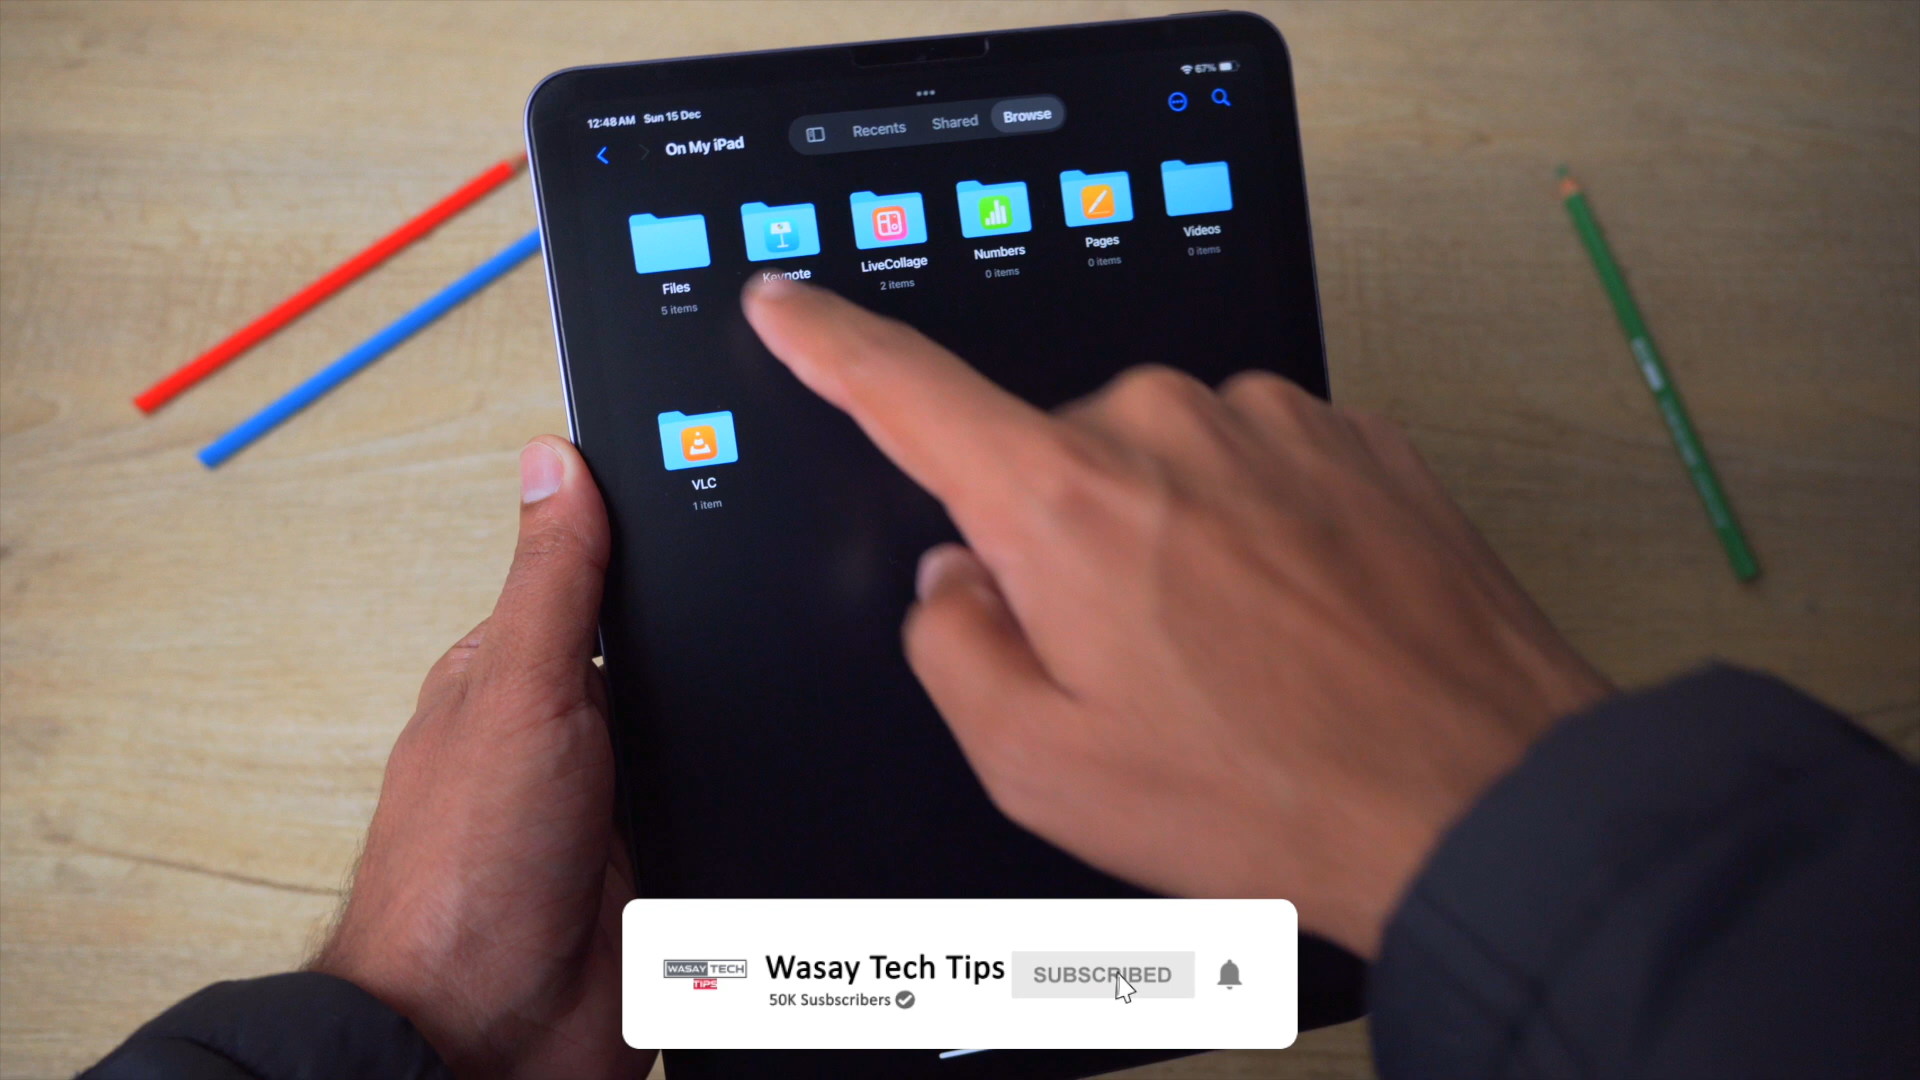 12:48 AM Sun 15 Dec
67%
On My iPad
Recents
Shared
Browse
Files
5 items
Keynote
LiveCollage
2 items
Numbers
0 items
Pages
0 items
Videos
0 items
VLC
1 item
WASAY TECH
TIPS
Wasay Tech Tips
50K Susbscribers
SUBSCRIBED